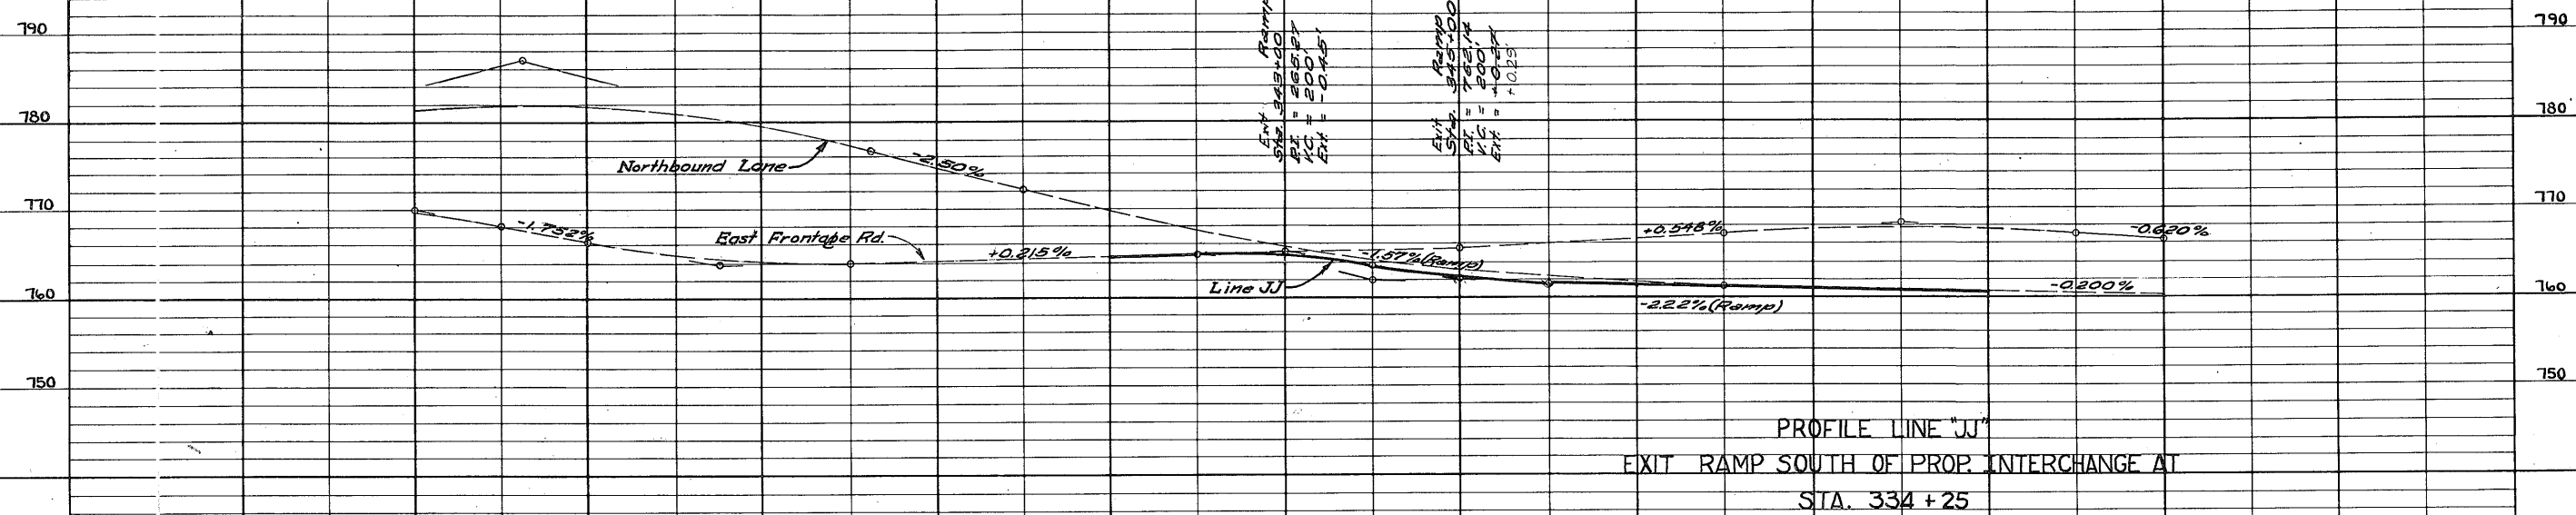 790
790
Exit Ramp
Sta. 343+00
P.I. = 265.27
V.C. = 200'
Ext. = -0.45'
Exit Ramp
Sta. 345+00
P.I. = 762.14
V.C. = 200'
Ext. = +0.27'
+0.25'
780
780
Northbound Lane
-2.50%
770
770
-1.752%
East Frontage Rd.
+0.215%
+0.548%
-0.620%
-1.57% (Ramp)
Line JJ
-0.200%
760
760
-2.22% (Ramp)
750
750
PROFILE LINE "JJ"
EXIT RAMP SOUTH OF PROP. INTERCHANGE AT
STA. 334 + 25